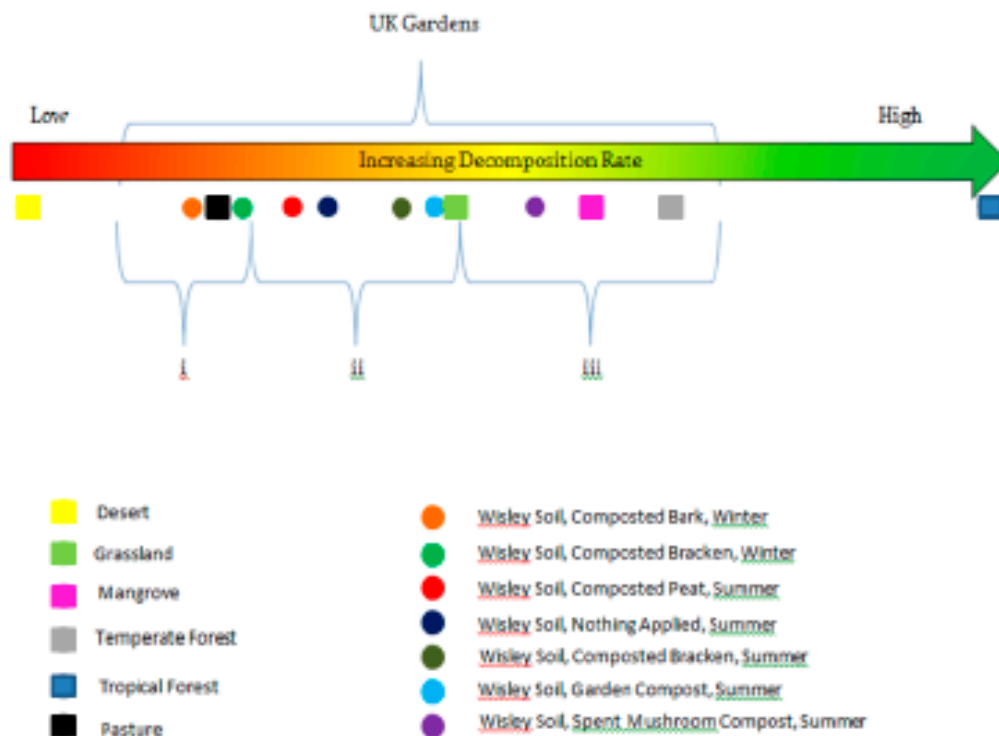 UK Gardens
Low
High
Increasing Decomposition Rate
i
ii
iii
Desert
Grassland
Mangrove
Temperate Forest
Tropical Forest
Pasture
Wisley Soil, Composted Bark, Winter
Wisley Soil, Composted Bracken, Winter
Wisley Soil, Composted Peat, Summer
Wisley Soil, Nothing Applied, Summer
Wisley Soil, Composted Bracken, Summer
Wisley Soil, Garden Compost, Summer
Wisley Soil, Spent Mushroom Compost, Summer